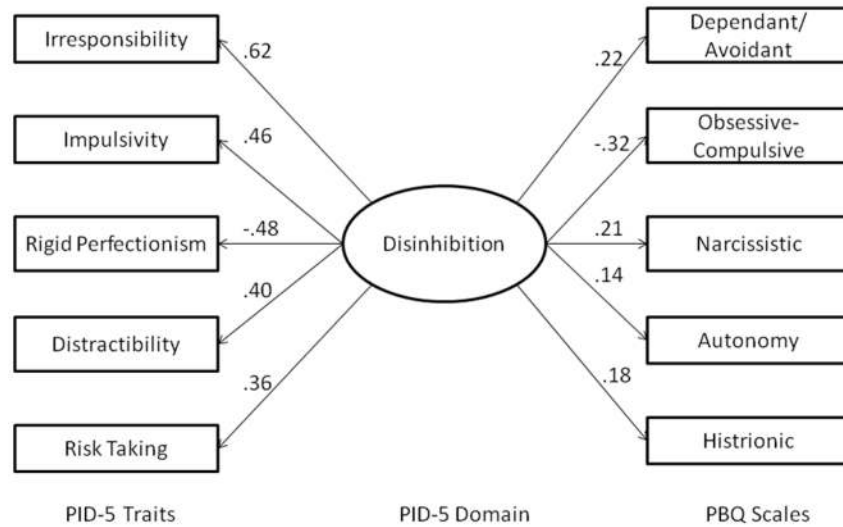 Irresponsibility
.62
Impulsivity
.46
Rigid Perfectionism
-.48
Distractibility
.40
Risk Taking
.36
PID-5 Traits
Disinhibition
PID-5 Domain
Dependant/
Avoidant
.22
Obsessive-
Compulsive
-.32
Narcissistic
.21
Autonomy
.14
Histrionic
.18
PBQ Scales